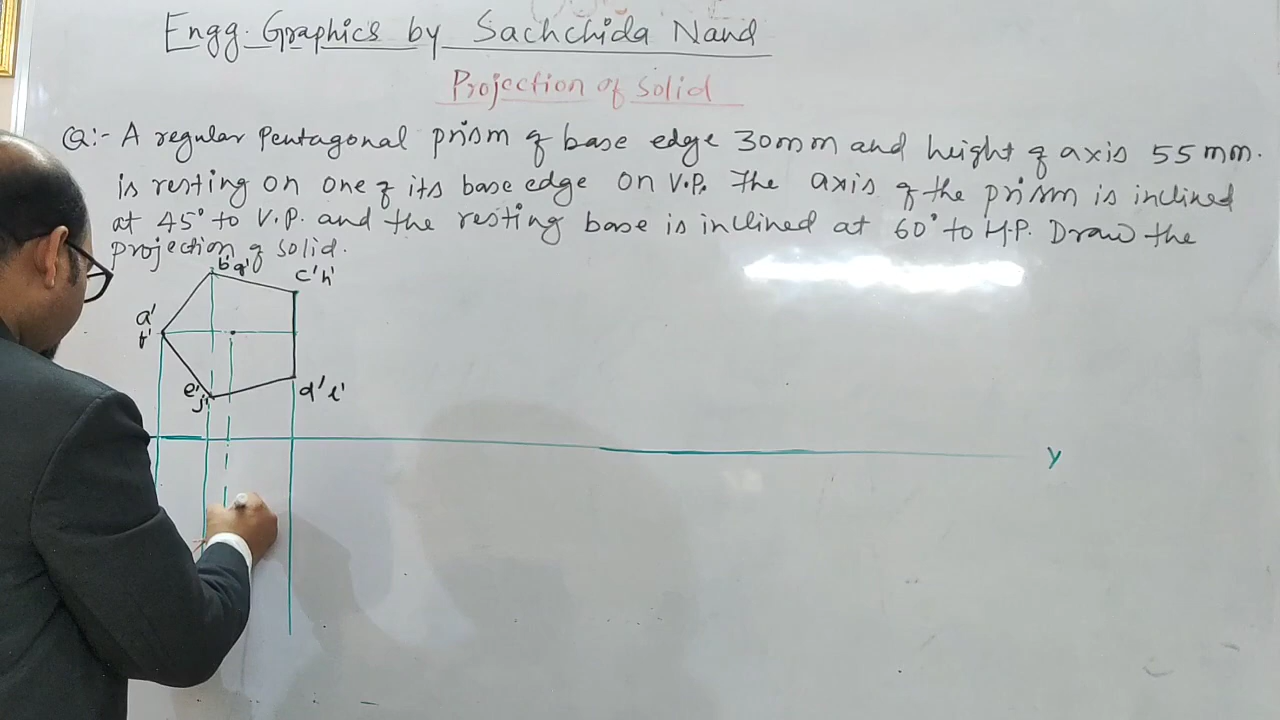 Engg. Graphics by Sachchida Nand
Projection of Solid
Q:- A regular Pentagonal prism of base edge 30mm and height of axis 55mm.
is resting on one of its base edge on V.P. The axis of the prism is inclined
at 45° to V.P. and the resting base is inclined at 60° to H.P. Draw the
projection of solid.
b' g'
c' h'
a'
f'
e'
j'
d' i'
Y